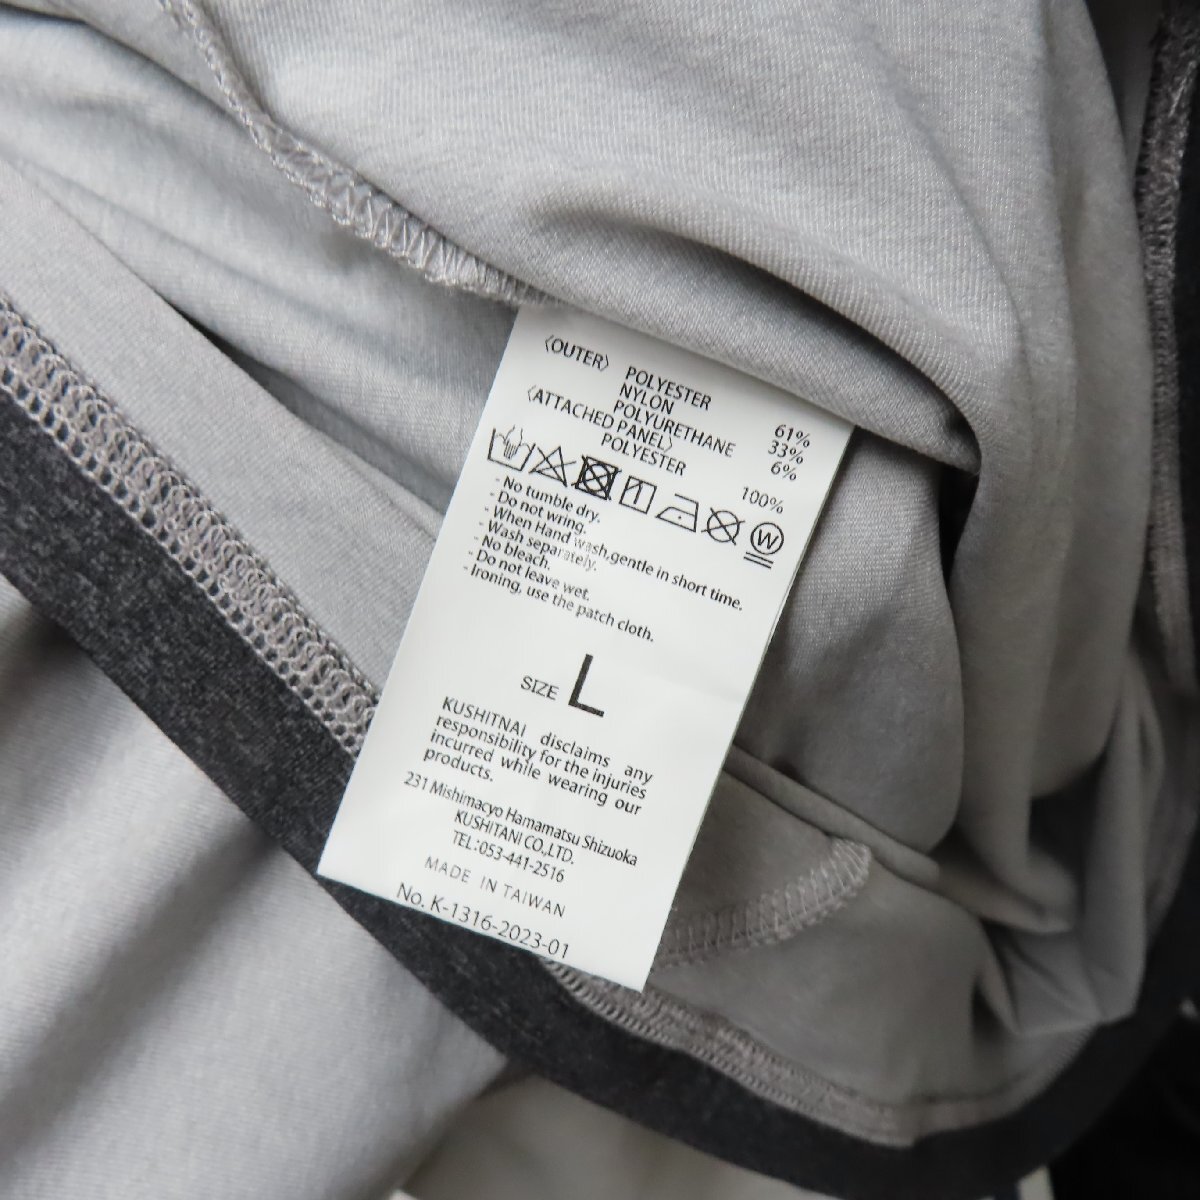 〈OUTER〉
POLYESTER 61%
NYLON 33%
POLYURETHANE 6%
〈ATTACHED PANEL〉
POLYESTER 100%
W
- No tumble dry.
- Do not wring.
- When Hand wash,gentle in short time.
- Wash separately.
- No bleach.
- Do not leave wet.
- Ironing, use the patch cloth.
SIZE L
KUSHITNAI disclaims any
responsibility for the injuries
incurred while wearing our
products.
231 Mishimacyo Hamamatsu Shizuoka
KUSHITANI CO.,LTD.
TEL:053-441-2516
MADE IN TAIWAN
No. K-1316-2023-01